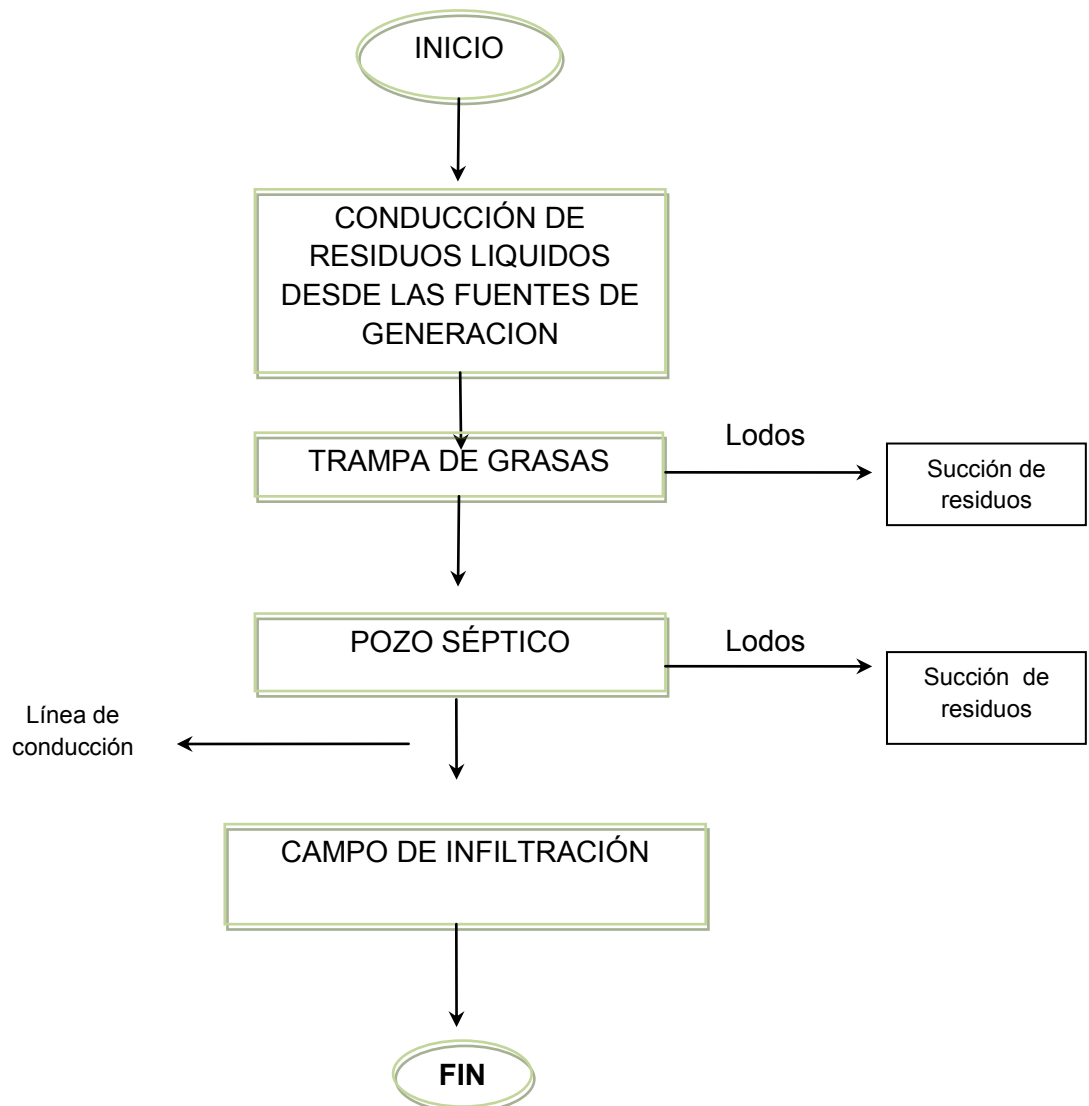 INICIO
CONDUCCIÓN DE
RESIDUOS LIQUIDOS
DESDE LAS FUENTES DE
GENERACION
TRAMPA DE GRASAS
Lodos
Succión de
residuos
POZO SÉPTICO
Lodos
Succión de
residuos
Línea de
conducción
CAMPO DE INFILTRACIÓN
FIN